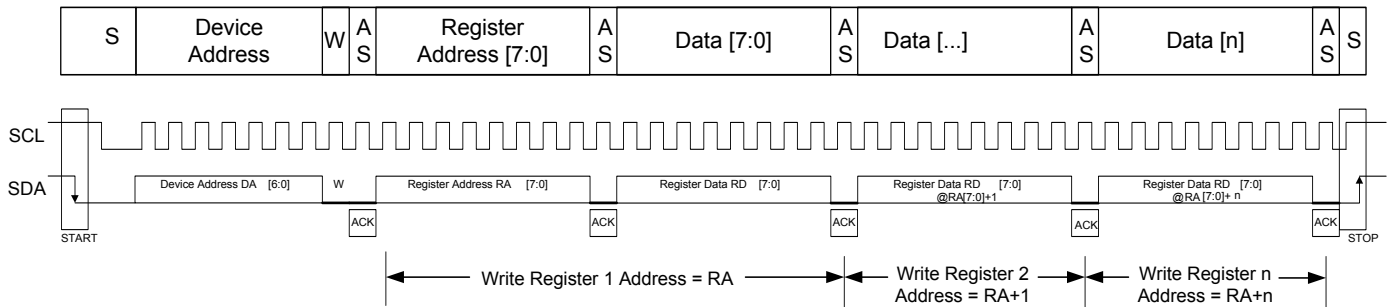 S
Device
Address
W
A
S
Register
Address [7:0]
A
S
Data [7:0]
A
S
Data [...]
A
S
Data [n]
A
S
S
SCL
SDA
Device Address DA [6:0]
W
Register Address RA [7:0]
Register Data RD [7:0]
Register Data RD [7:0]
@RA[7:0]+1
Register Data RD [7:0]
@RA [7:0]+ n
ACK
ACK
ACK
ACK
ACK
START
STOP
Write Register 1 Address = RA
Write Register 2
Address = RA+1
Write Register n
Address = RA+n